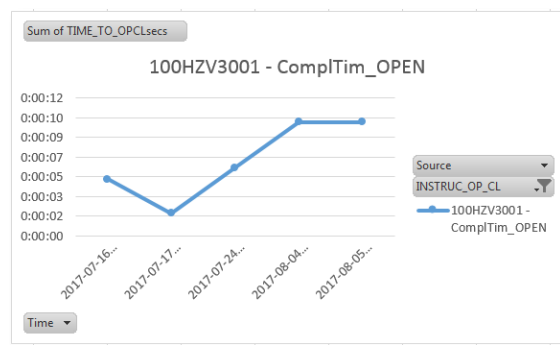 Sum of TIME_TO_OPCLsecs
100HZV3001 - ComplTim_OPEN
0:00:12
0:00:10
0:00:09
0:00:07
0:00:05
0:00:03
0:00:02
0:00:00
2017-07-16...
2017-07-17...
2017-07-24...
2017-08-04...
2017-08-05...
Source
INSTRUC_OP_CL
100HZV3001 -
ComplTim_OPEN
Time